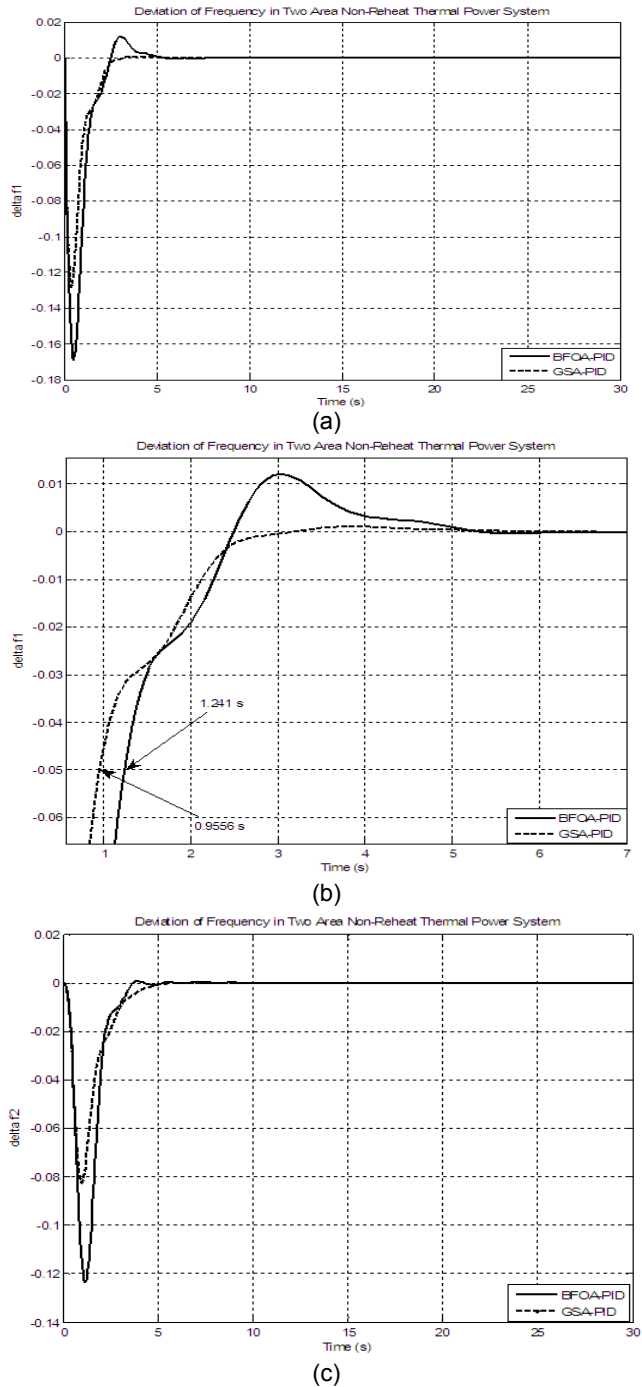 Deviation of Frequency in Two Area Non-Reheat Thermal Power System
0.02
0
-0.02
-0.04
-0.06
-0.08
-0.1
-0.12
-0.14
-0.16
-0.18
delta f1
BFOA-PID
GSA-PID
0 5 10 15 20 25 30
Time (s)
(a)
Deviation of Frequency in Two Area Non-Reheat Thermal Power System
0.01
0
-0.01
-0.02
-0.03
-0.04
-0.05
-0.06
delta f1
1.241 s
0.9556 s
BFOA-PID
GSA-PID
1 2 3 4 5 6 7
Time (s)
(b)
Deviation of Frequency in Two Area Non-Reheat Thermal Power System
0.02
0
-0.02
-0.04
-0.06
-0.08
-0.1
-0.12
-0.14
delta f2
BFOA-PID
GSA-PID
0 5 10 15 20 25 30
Time (s)
(c)